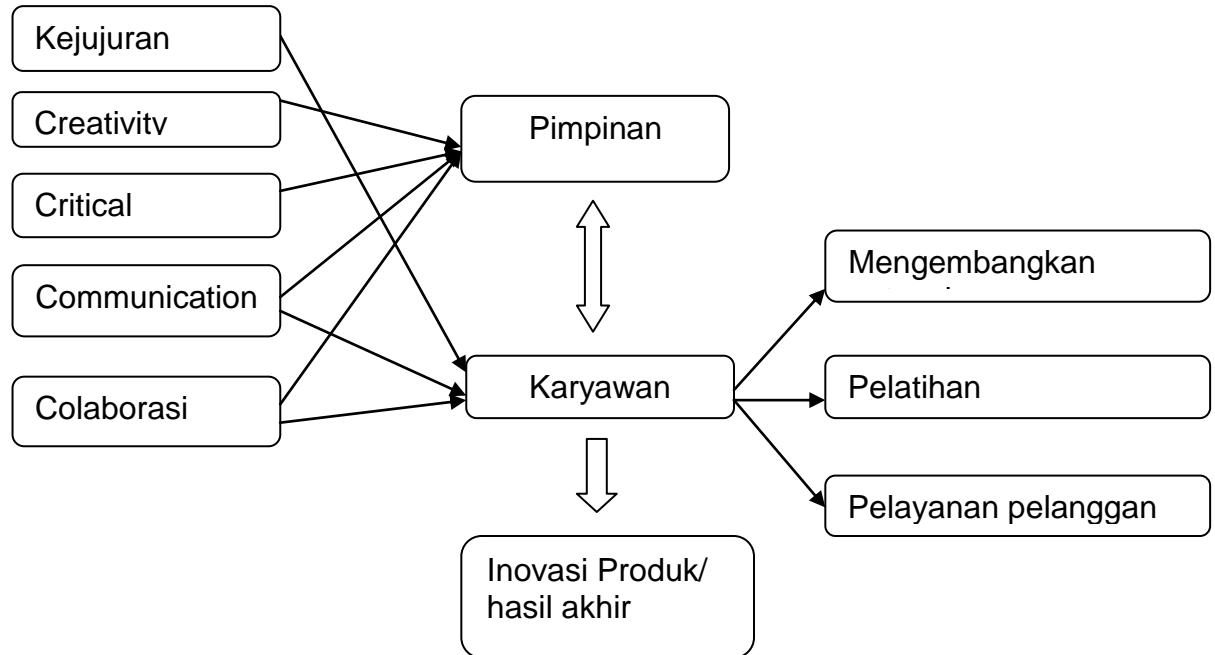 Kejujuran
Creativity
Critical
Communication
Colaborasi
Pimpinan
Karyawan
Inovasi Produk/
hasil akhir
Mengembangkan
Pelatihan
Pelayanan pelanggan